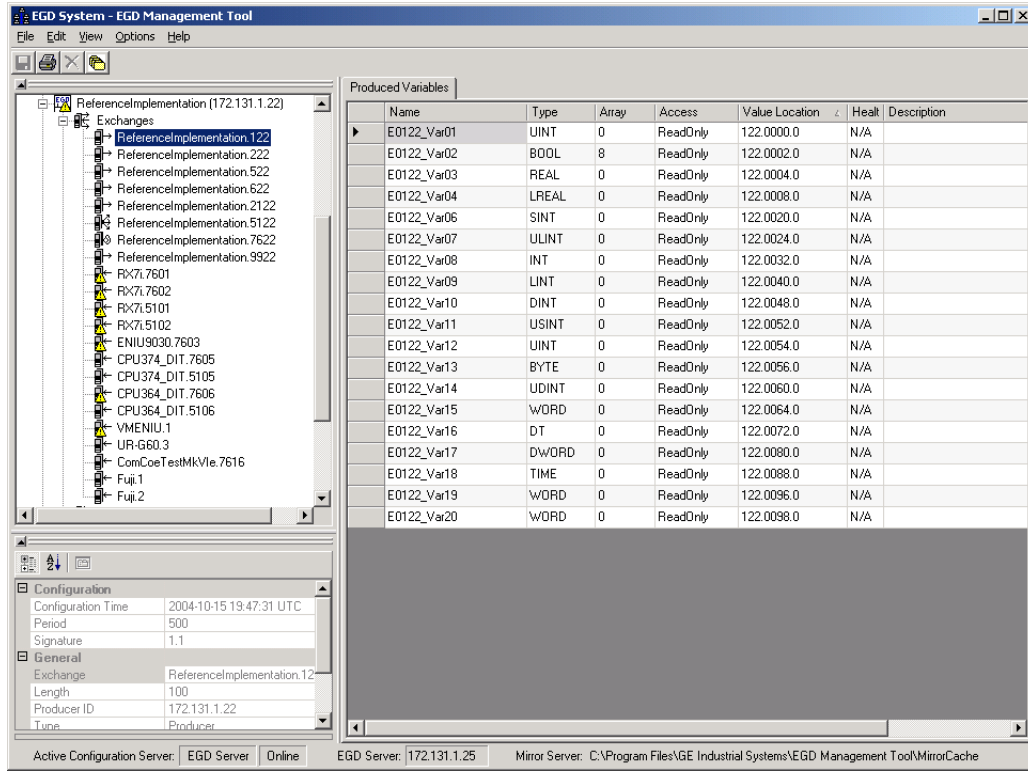 EGD System - EGD Management Tool
File Edit View Options Help
ReferenceImplementation (172.131.1.22)
Exchanges
ReferenceImplementation.122
ReferenceImplementation.222
ReferenceImplementation.522
ReferenceImplementation.622
ReferenceImplementation.2122
ReferenceImplementation.5122
ReferenceImplementation.7622
ReferenceImplementation.9922
RX7i.7601
RX7i.7602
RX7i.5101
RX7i.5102
ENIU9030.7603
CPU374_DIT.7605
CPU374_DIT.5105
CPU364_DIT.7606
CPU364_DIT.5106
VMENIU.1
UR-G60.3
ComCoeTestMkVIe.7616
Fuji.1
Fuji.2
Configuration
Configuration Time 2004-10-15 19:47:31 UTC
Period 500
Signature 1.1
General
Exchange ReferenceImplementation.12
Length 100
Producer ID 172.131.1.22
Type Producer
Produced Variables
Name Type Array Access Value Location Healt Description
E0122_Var01 UINT 0 ReadOnly 122.0000.0 N/A
E0122_Var02 BOOL 8 ReadOnly 122.0002.0 N/A
E0122_Var03 REAL 0 ReadOnly 122.0004.0 N/A
E0122_Var04 LREAL 0 ReadOnly 122.0008.0 N/A
E0122_Var06 SINT 0 ReadOnly 122.0020.0 N/A
E0122_Var07 ULINT 0 ReadOnly 122.0024.0 N/A
E0122_Var08 INT 0 ReadOnly 122.0032.0 N/A
E0122_Var09 LINT 0 ReadOnly 122.0040.0 N/A
E0122_Var10 DINT 0 ReadOnly 122.0048.0 N/A
E0122_Var11 USINT 0 ReadOnly 122.0052.0 N/A
E0122_Var12 UINT 0 ReadOnly 122.0054.0 N/A
E0122_Var13 BYTE 0 ReadOnly 122.0056.0 N/A
E0122_Var14 UDINT 0 ReadOnly 122.0060.0 N/A
E0122_Var15 WORD 0 ReadOnly 122.0064.0 N/A
E0122_Var16 DT 0 ReadOnly 122.0072.0 N/A
E0122_Var17 DWORD 0 ReadOnly 122.0080.0 N/A
E0122_Var18 TIME 0 ReadOnly 122.0088.0 N/A
E0122_Var19 WORD 0 ReadOnly 122.0096.0 N/A
E0122_Var20 WORD 0 ReadOnly 122.0098.0 N/A
Active Configuration Server: EGD Server Online EGD Server: 172.131.1.25 Mirror Server: C:\Program Files\GE Industrial Systems\EGD Management Tool\MirrorCache